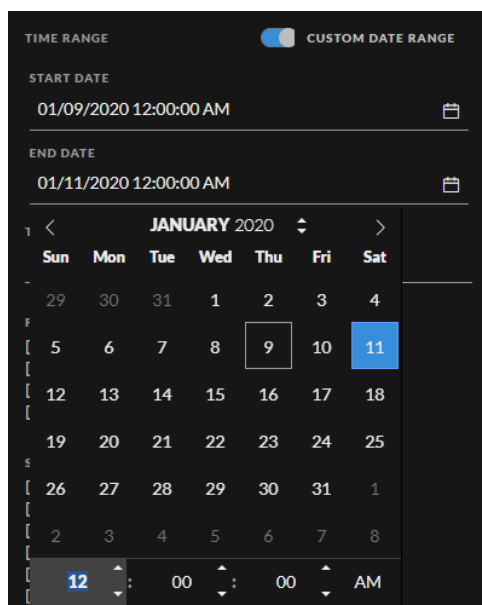 TIME RANGE CUSTOM DATE RANGE
START DATE
01/09/2020 12:00:00 AM
END DATE
01/11/2020 12:00:00 AM
JANUARY 2020
Sun Mon Tue Wed Thu Fri Sat
29 30 31 1 2 3 4
5 6 7 8 9 10 11
12 13 14 15 16 17 18
19 20 21 22 23 24 25
26 27 28 29 30 31 1
2 3 4 5 6 7 8
12 : 00 : 00 AM